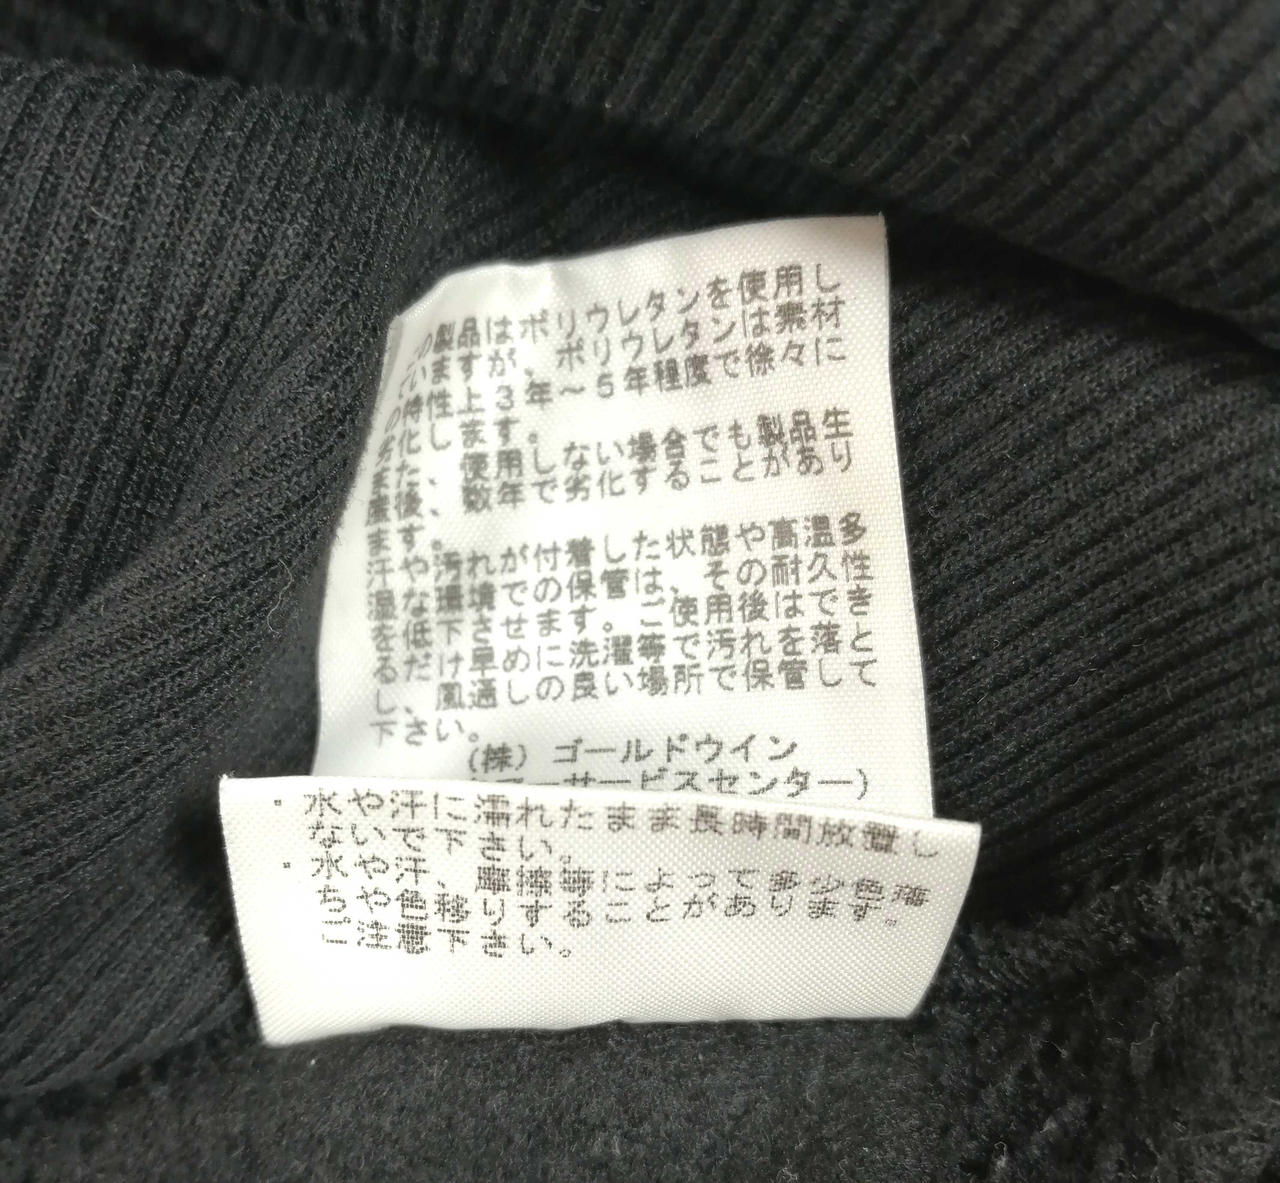 この製品はポリウレタンを使用し
ていますが、ポリウレタンは素材
の特性上3年～5年程度で徐々に
劣化します。
また、使用しない場合でも製品生
産後、数年で劣化することがあり
ます。
汗や汚れが付着した状態や高温多
湿な環境での保管は、その耐久性
を低下させます。ご使用後はでき
るだけ早めに洗濯等で汚れを落と
し、風通しの良い場所で保管して
下さい。
(株) ゴールドウイン
サービスセンター)
・水や汗に濡れたまま長時間放置し
ないで下さい。
・水や汗、摩擦等によって多少色落
ちや色移りすることがあります。
ご注意下さい。